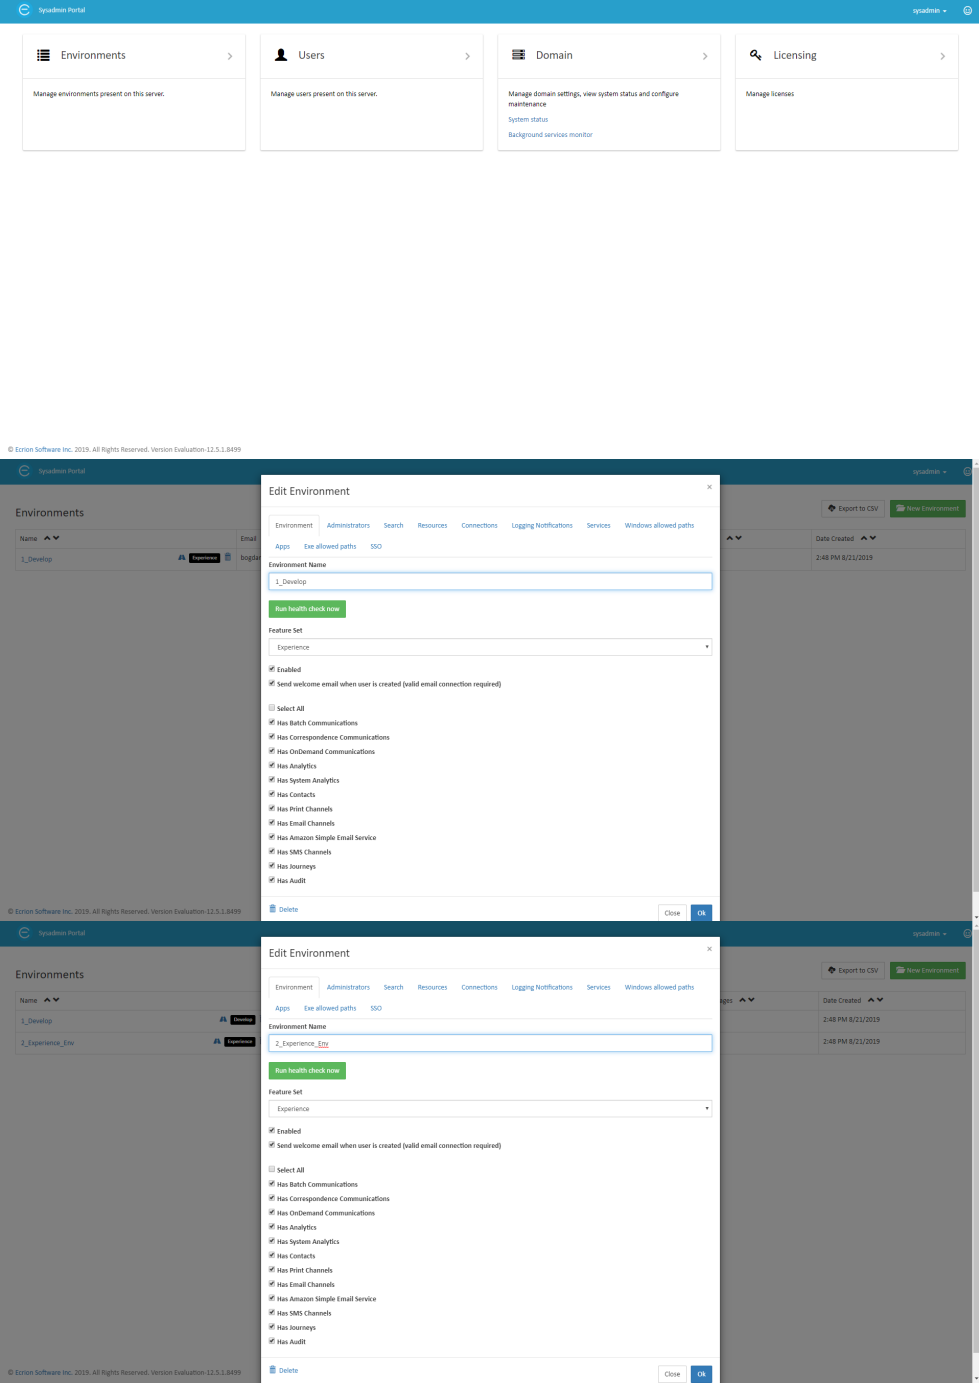 Sysadmin Portal
sysadmin
Environments
Users
Domain
Licensing
Manage environments present on this server.
Manage users present on this server.
Manage domain settings, view system status and configure
maintenance
System status
Background services monitor
Manage licenses
© Ecrion Software Inc. 2019. All Rights Reserved. Version Evaluation-12.5.1.8499
Sysadmin Portal
sysadmin
Environments
Export to CSV
New Environment
Name
Email
Date Created
1_Develop
Experience
bogdan
2:48 PM 8/21/2019
Edit Environment
×
Environment Administrators Search Resources Connections Logging Notifications Services Windows allowed paths
Apps Exe allowed paths SSO
Environment Name
1_Develop
Run health check now
Feature Set
Experience
Enabled
Send welcome email when user is created (valid email connection required)
Select All
Has Batch Communications
Has Correspondence Communications
Has OnDemand Communications
Has Analytics
Has System Analytics
Has Contacts
Has Print Channels
Has Email Channels
Has Amazon Simple Email Service
Has SMS Channels
Has Journeys
Has Audit
Delete
Close
Ok
© Ecrion Software Inc. 2019. All Rights Reserved. Version Evaluation-12.5.1.8499
Sysadmin Portal
sysadmin
Environments
Export to CSV
New Environment
Name
ages
Date Created
1_Develop
Develop
2:48 PM 8/21/2019
2_Experience_Env
Experience
2:48 PM 8/21/2019
Edit Environment
×
Environment Administrators Search Resources Connections Logging Notifications Services Windows allowed paths
Apps Exe allowed paths SSO
Environment Name
2_Experience_Env
Run health check now
Feature Set
Experience
Enabled
Send welcome email when user is created (valid email connection required)
Select All
Has Batch Communications
Has Correspondence Communications
Has OnDemand Communications
Has Analytics
Has System Analytics
Has Contacts
Has Print Channels
Has Email Channels
Has Amazon Simple Email Service
Has SMS Channels
Has Journeys
Has Audit
Delete
Close
Ok
© Ecrion Software Inc. 2019. All Rights Reserved. Version Evaluation-12.5.1.8499